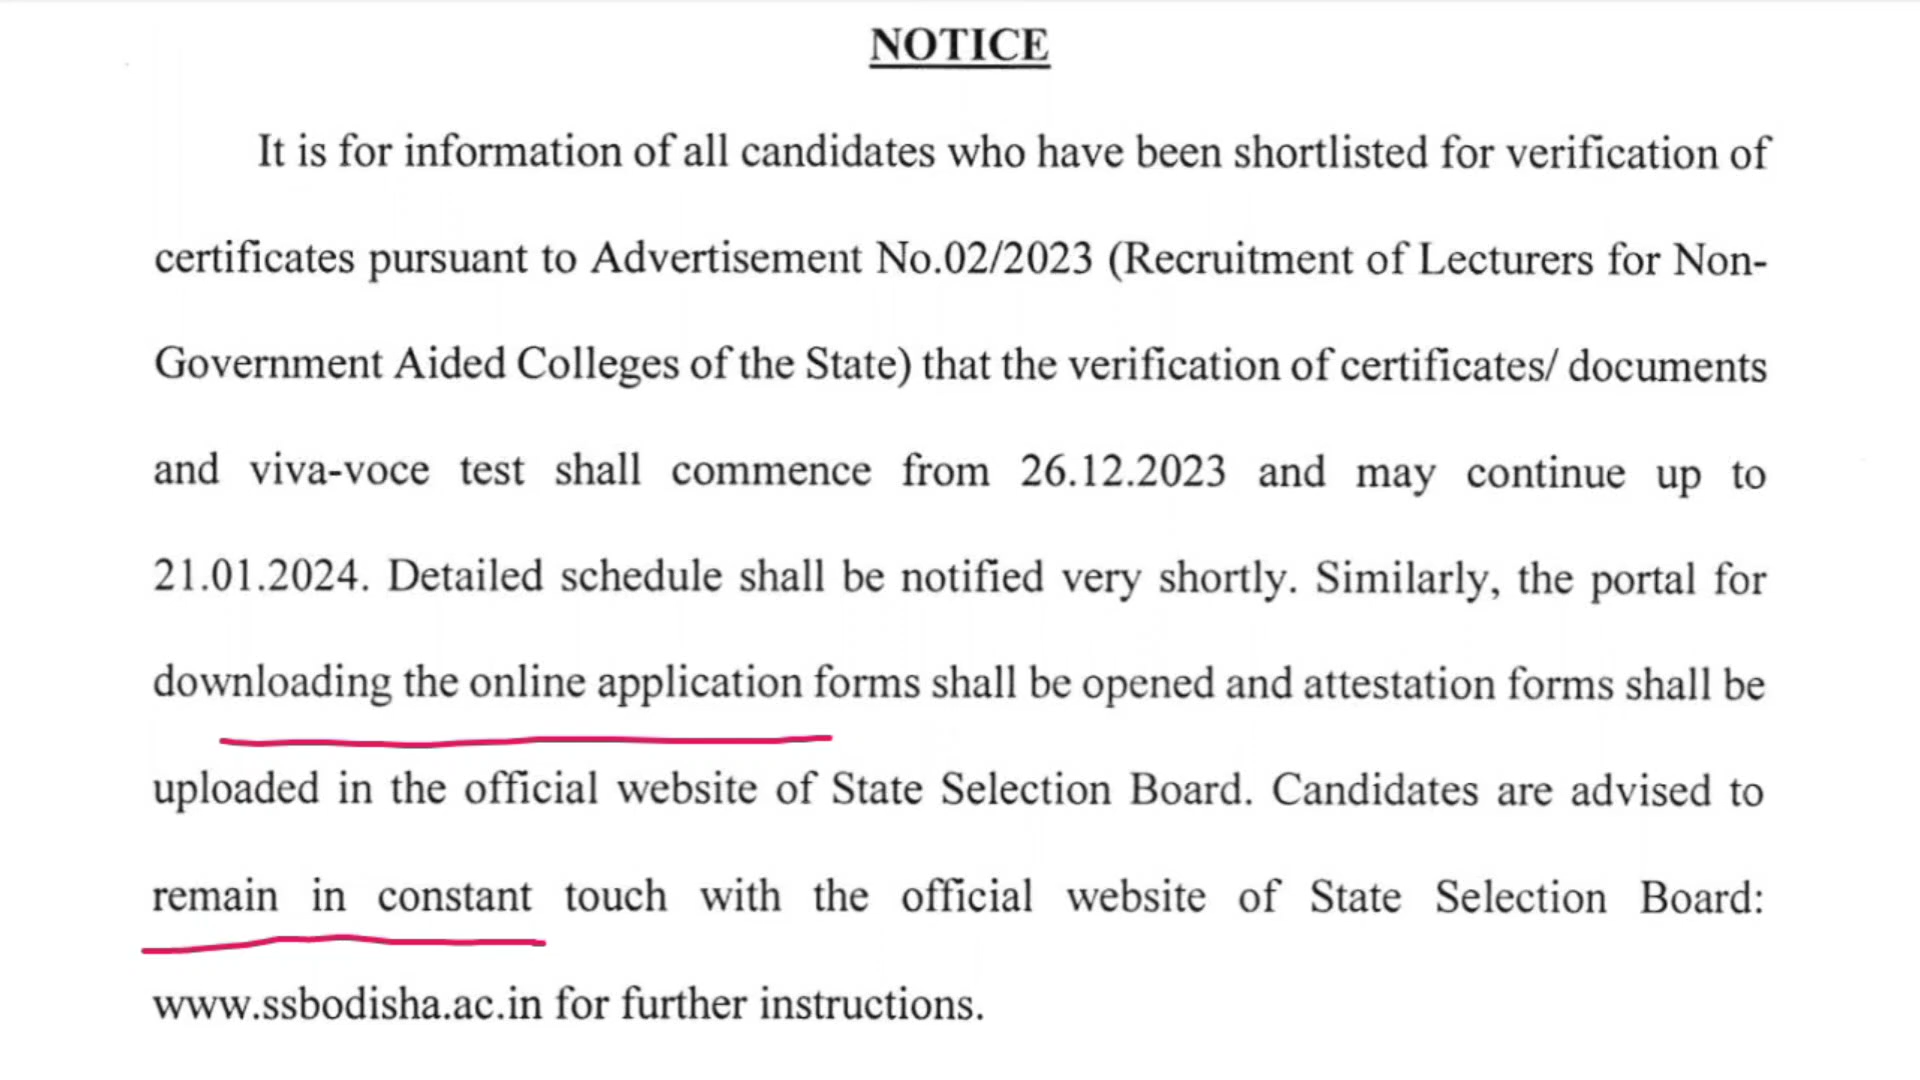 NOTICE
It is for information of all candidates who have been shortlisted for verification of
certificates pursuant to Advertisement No.02/2023 (Recruitment of Lecturers for Non-
Government Aided Colleges of the State) that the verification of certificates/ documents
and viva-voce test shall commence from 26.12.2023 and may continue up to
21.01.2024. Detailed schedule shall be notified very shortly. Similarly, the portal for
downloading the online application forms shall be opened and attestation forms shall be
uploaded in the official website of State Selection Board. Candidates are advised to
remain in constant touch with the official website of State Selection Board:
www.ssbodisha.ac.in for further instructions.